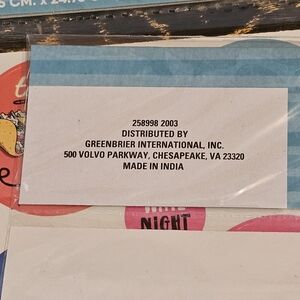 258998 2003
DISTRIBUTED BY
GREENBRIER INTERNATIONAL, INC.
500 VOLVO PARKWAY, CHESAPEAKE, VA 23320
MADE IN INDIA
NIGHT